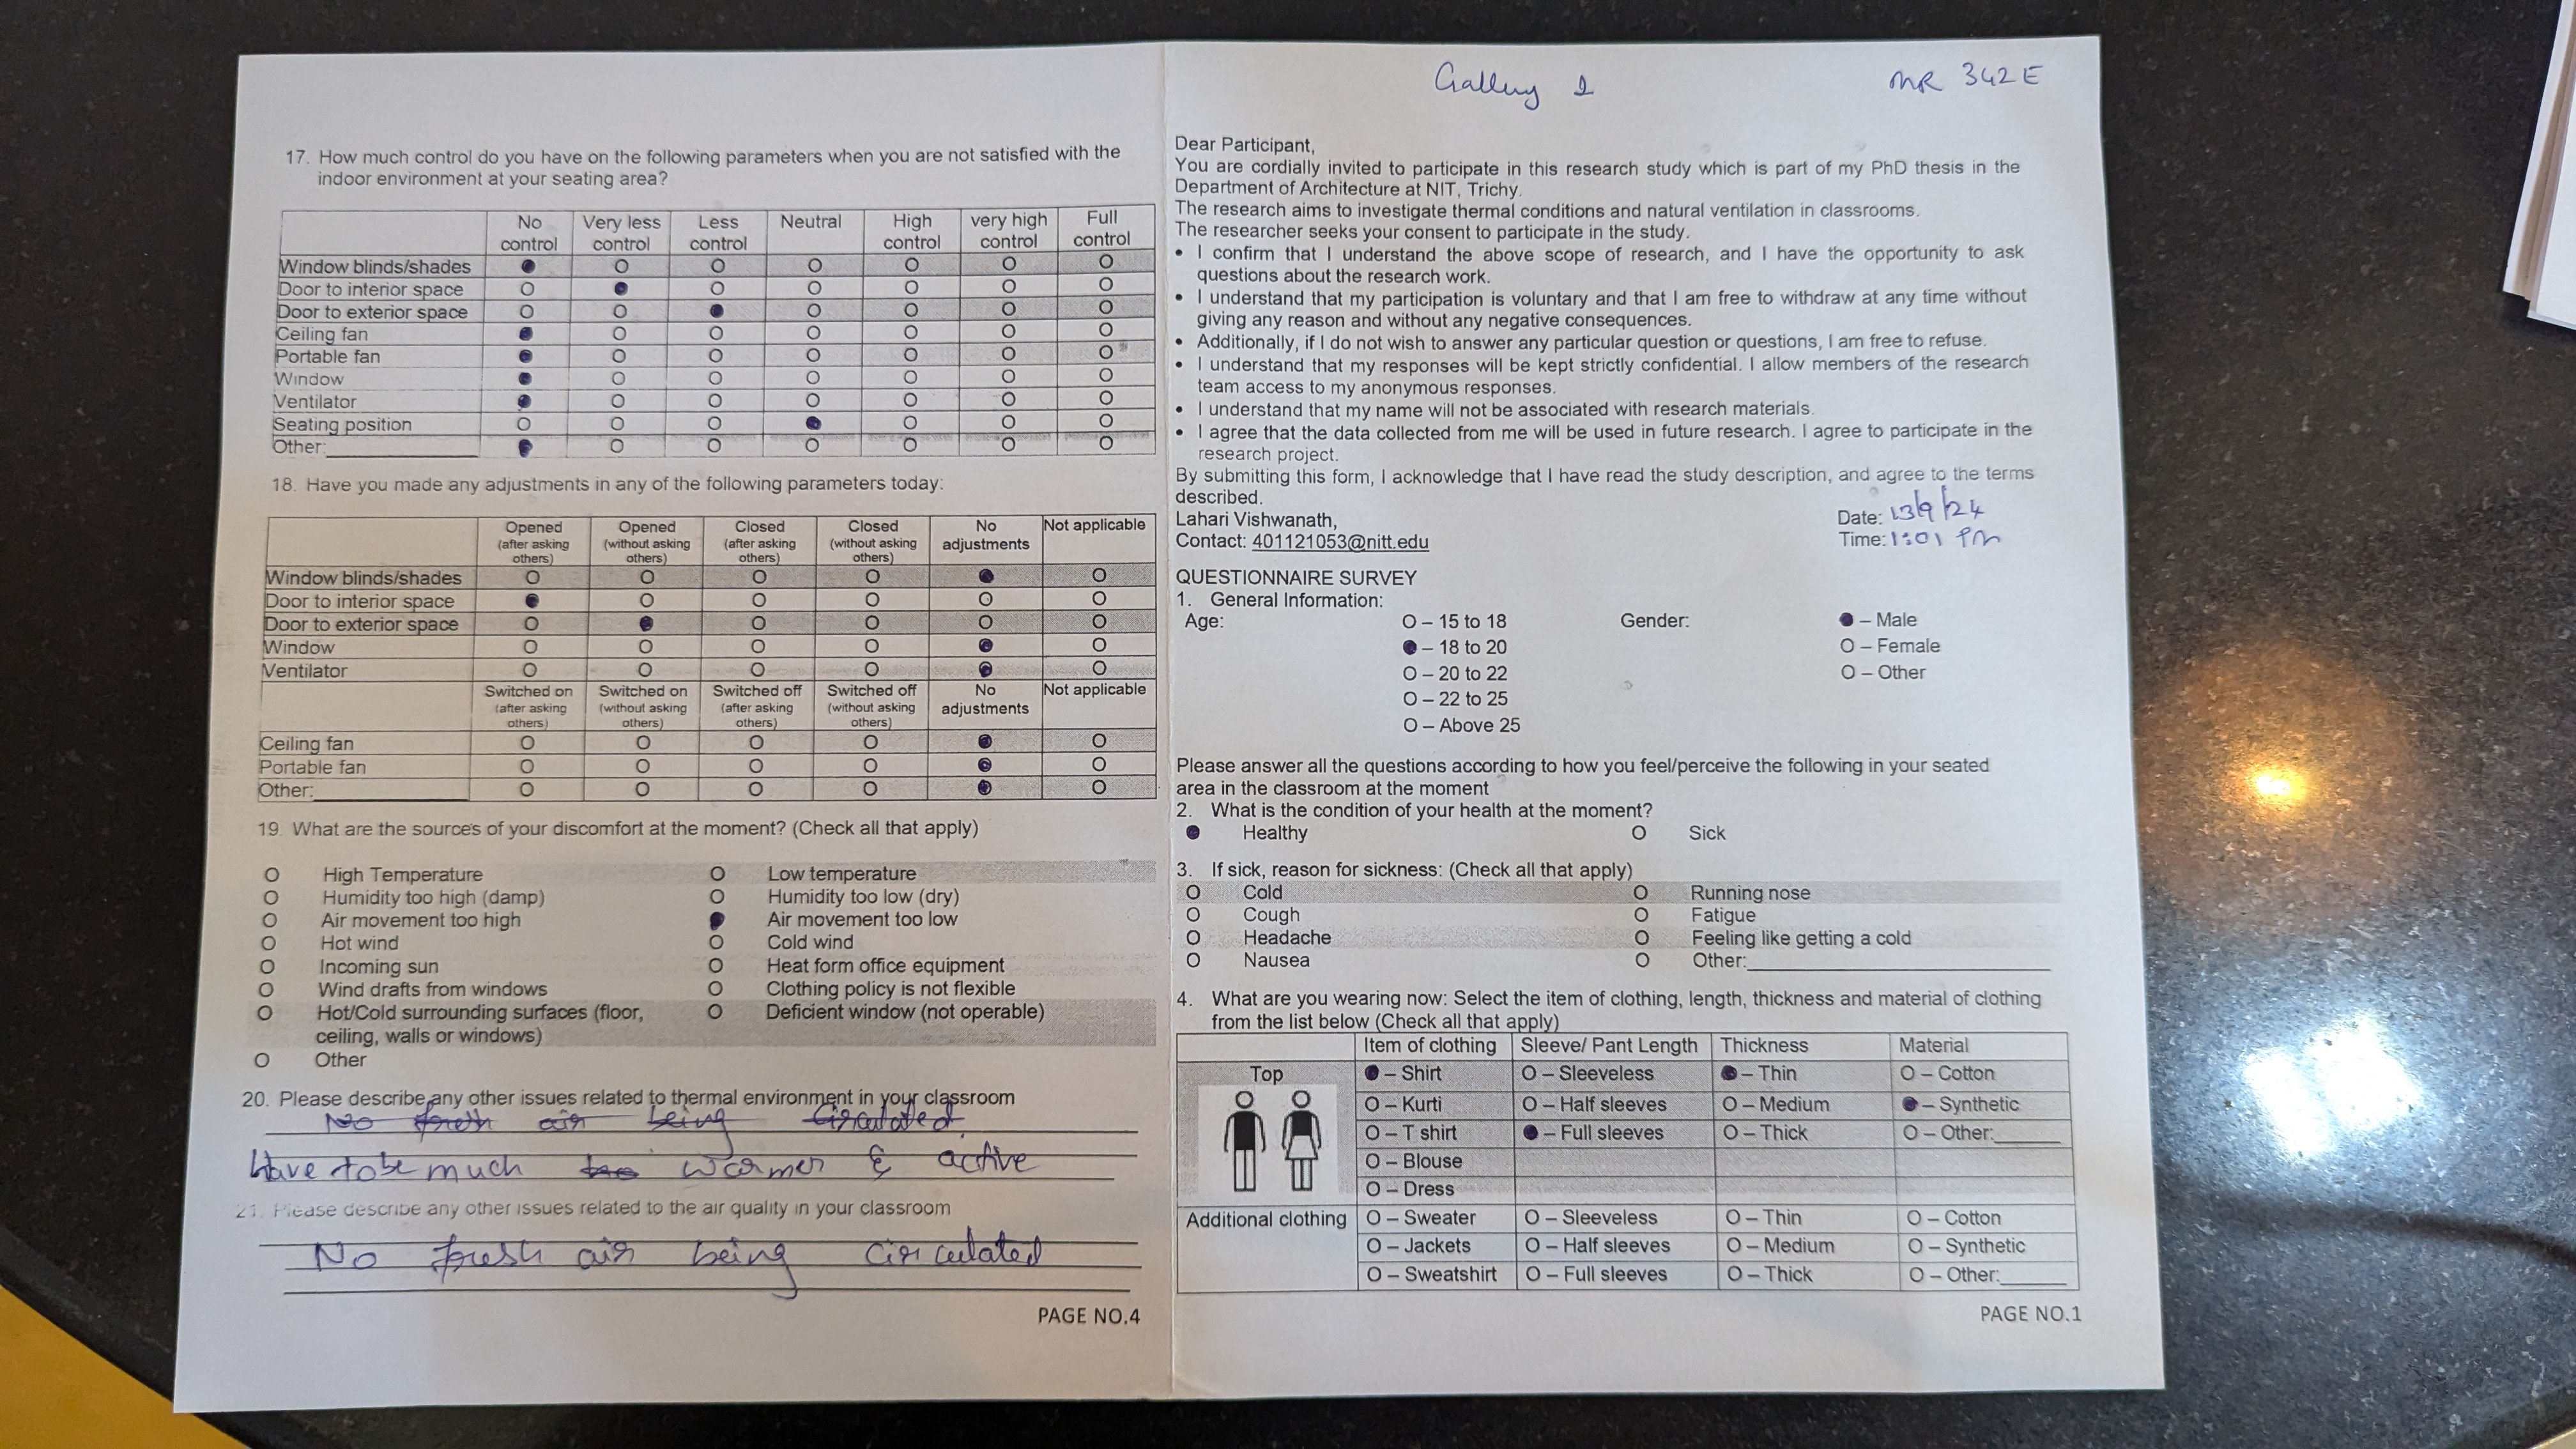 17. How much control do you have on the following parameters when you are not satisfied with the
indoor environment at your seating area?
No control Very less control Less control Neutral High control very high control Full control
Window blinds/shades ● O O O O O O
Door to interior space O ● O O O O O
Door to exterior space O O ● O O O O
Ceiling fan ● O O O O O O
Portable fan ● O O O O O O
Window ● O O O O O O
Ventilator ● O O O O O O
Seating position O O O ● O O O
Other:__________ ● O O O O O O
18. Have you made any adjustments in any of the following parameters today:
Opened (after asking others) Opened (without asking others) Closed (after asking others) Closed (without asking others) No adjustments Not applicable
Window blinds/shades O O O O ● O
Door to interior space ● O O O O O
Door to exterior space O ● O O O O
Window O O O O ● O
Ventilator O O O O ● O
Switched on (after asking others) Switched on (without asking others) Switched off (after asking others) Switched off (without asking others) No adjustments Not applicable
Ceiling fan O O O O ● O
Portable fan O O O O ● O
Other:__________ O O O O ● O
19. What are the sources of your discomfort at the moment? (Check all that apply)
O High Temperature O Low temperature
O Humidity too high (damp) O Humidity too low (dry)
O Air movement too high ● Air movement too low
O Hot wind O Cold wind
O Incoming sun O Heat form office equipment
O Wind drafts from windows O Clothing policy is not flexible
O Hot/Cold surrounding surfaces (floor, O Deficient window (not operable)
ceiling, walls or windows)
O Other
20. Please describe any other issues related to thermal environment in your classroom
No fresh air being circulated
Have to be much warmer & active
21. Please describe any other issues related to the air quality in your classroom
No fresh air being circulated
PAGE NO.4
Gallery 1 MR 342E
Dear Participant,
You are cordially invited to participate in this research study which is part of my PhD thesis in the
Department of Architecture at NIT, Trichy.
The research aims to investigate thermal conditions and natural ventilation in classrooms.
The researcher seeks your consent to participate in the study.
• I confirm that I understand the above scope of research, and I have the opportunity to ask
questions about the research work.
• I understand that my participation is voluntary and that I am free to withdraw at any time without
giving any reason and without any negative consequences.
• Additionally, if I do not wish to answer any particular question or questions, I am free to refuse.
• I understand that my responses will be kept strictly confidential. I allow members of the research
team access to my anonymous responses.
• I understand that my name will not be associated with research materials.
• I agree that the data collected from me will be used in future research. I agree to participate in the
research project.
By submitting this form, I acknowledge that I have read the study description, and agree to the terms
described.
Lahari Vishwanath, Date: 13/9/24
Contact: 401121053@nitt.edu Time: 1:01 PM
QUESTIONNAIRE SURVEY
1. General Information:
Age: O – 15 to 18 Gender: ● – Male
● – 18 to 20 O – Female
O – 20 to 22 O – Other
O – 22 to 25
O – Above 25
Please answer all the questions according to how you feel/perceive the following in your seated
area in the classroom at the moment
2. What is the condition of your health at the moment?
● Healthy O Sick
3. If sick, reason for sickness: (Check all that apply)
O Cold O Running nose
O Cough O Fatigue
O Headache O Feeling like getting a cold
O Nausea O Other:__________
4. What are you wearing now: Select the item of clothing, length, thickness and material of clothing
from the list below (Check all that apply)
Item of clothing Sleeve/ Pant Length Thickness Material
Top ● – Shirt O – Sleeveless ● – Thin O – Cotton
O – Kurti O – Half sleeves O – Medium ● – Synthetic
O – T shirt ● – Full sleeves O – Thick O – Other:______
O – Blouse
O – Dress
Additional clothing O – Sweater O – Sleeveless O – Thin O – Cotton
O – Jackets O – Half sleeves O – Medium O – Synthetic
O – Sweatshirt O – Full sleeves O – Thick O – Other:______
PAGE NO.1